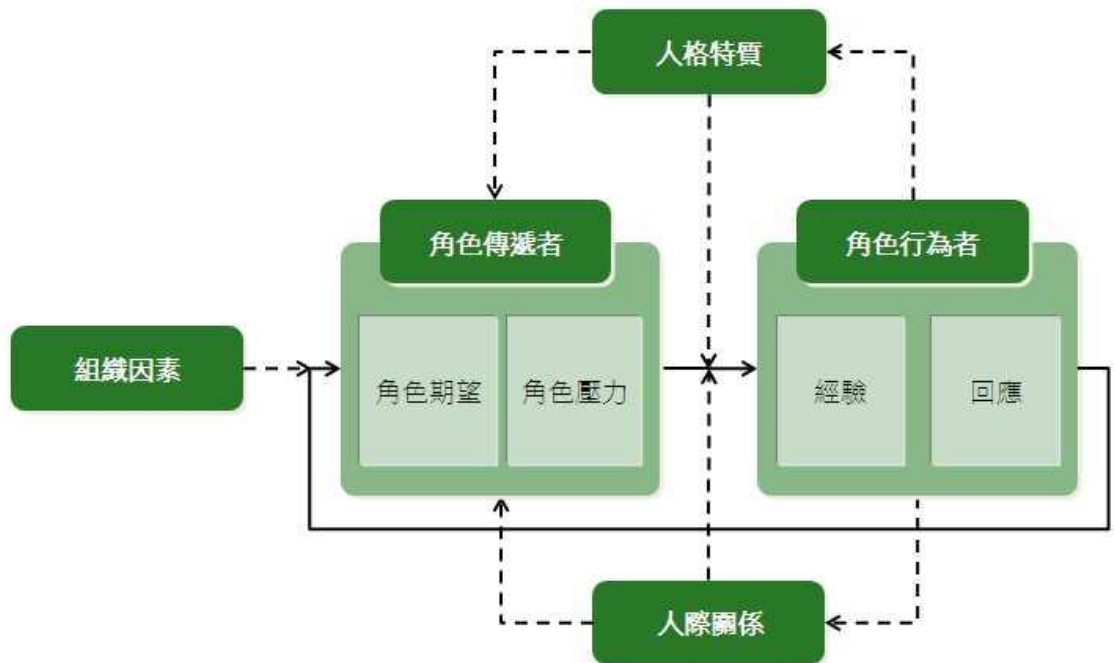 人格特質
角色傳遞者
角色行為者
組織因素
角色期望
角色壓力
經驗
回應
人際關係